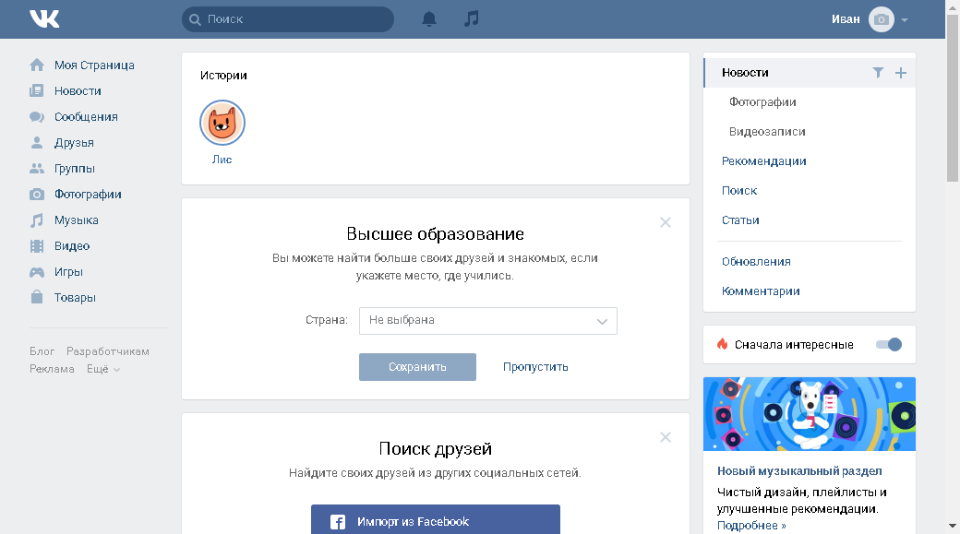 VK
Поиск
Иван
Моя Страница
Новости
Сообщения
Друзья
Группы
Фотографии
Музыка
Видео
Игры
Товары
Блог Разработчикам
Реклама Ещё
Истории
Лис
Высшее образование
Вы можете найти больше своих друзей и знакомых, если
укажете место, где учились.
Страна: Не выбрана
Сохранить Пропустить
Поиск друзей
Найдите своих друзей из других социальных сетей.
Импорт из Facebook
Новости
Фотографии
Видеозаписи
Рекомендации
Поиск
Статьи
Обновления
Комментарии
Сначала интересные
Новый музыкальный раздел
Чистый дизайн, плейлисты и
улучшенные рекомендации.
Подробнее »